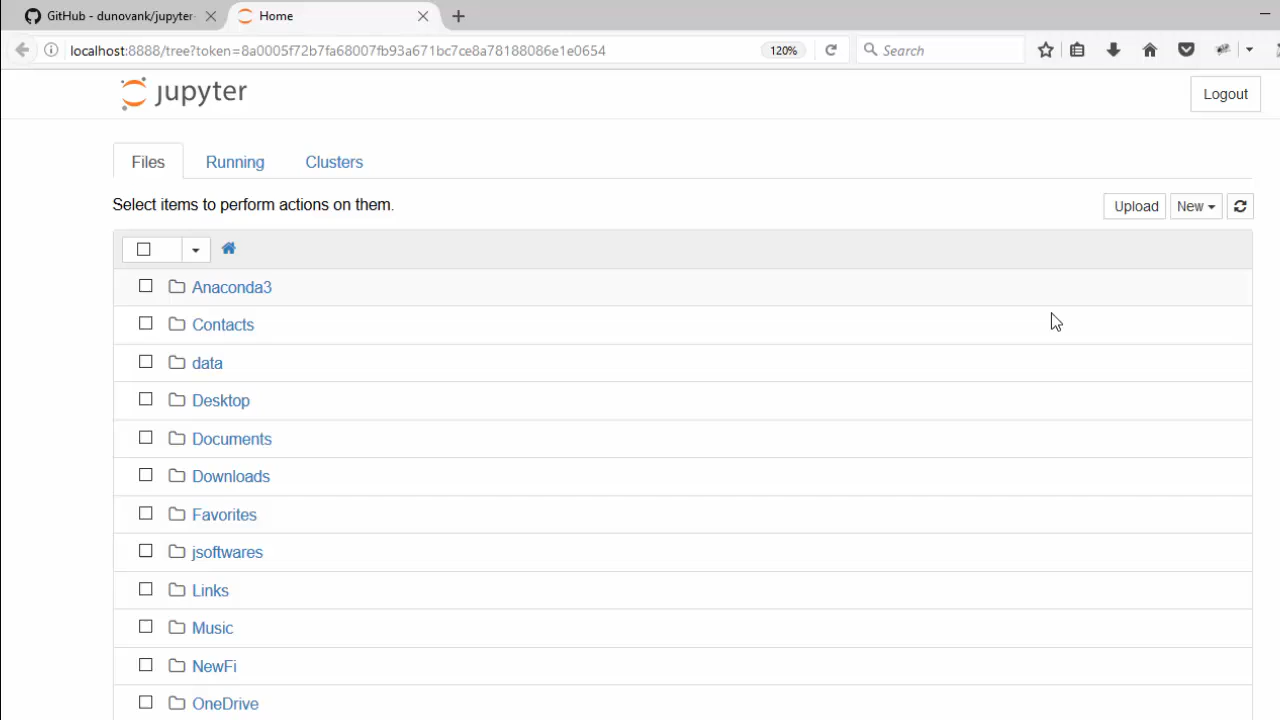 GitHub - dunovank/jupyter-
Home
localhost:8888/tree?token=8a0005f72b7fa68007fb93a671bc7ce8a78188086e1e0654
120%
Search
jupyter
Logout
Files
Running
Clusters
Select items to perform actions on them.
Upload
New
Anaconda3
Contacts
data
Desktop
Documents
Downloads
Favorites
jsoftwares
Links
Music
NewFi
OneDrive